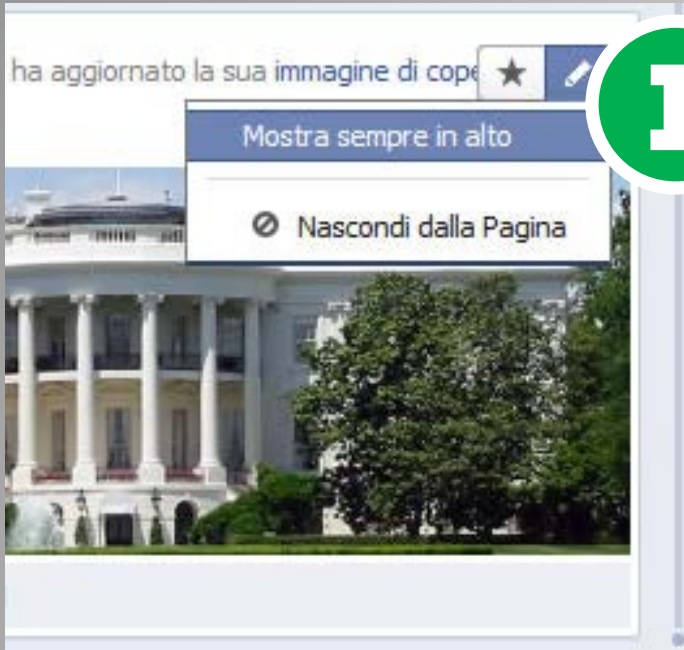 ha aggiornato la sua immagine di cope
Mostra sempre in alto
Nascondi dalla Pagina